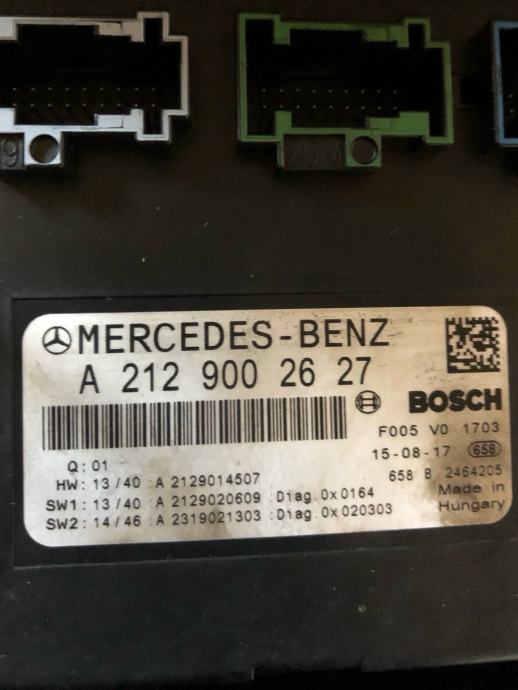 MERCEDES-BENZ
A 212 900 26 27
BOSCH
F005 V0 1703
15-08-17 658
658 B 2464205
Made in
Hungary
Q: 01
HW: 13/40 :A 2129014507
SW1: 13/40 :A 2129020609 :Diag.0x0164
SW2: 14/46 :A 2319021303 :Diag.0x020303